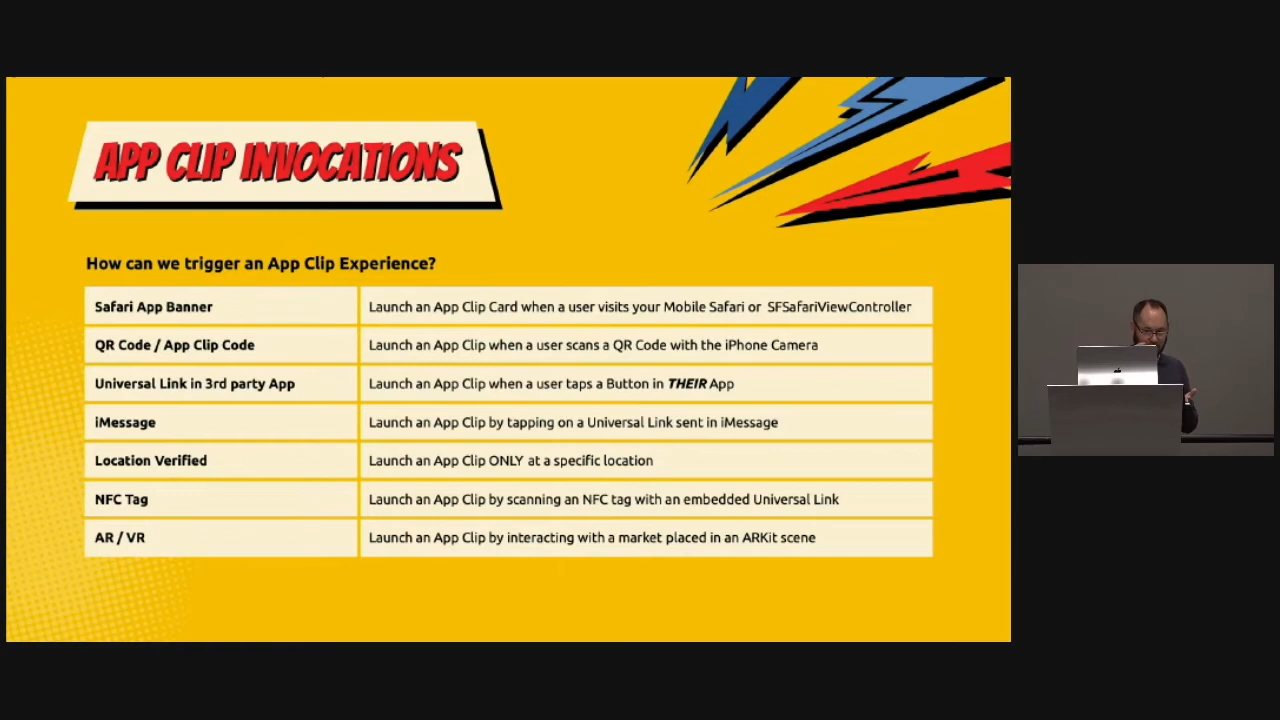 APP CLIP INVOCATIONS
How can we trigger an App Clip Experience?
Safari App Banner
Launch an App Clip Card when a user visits your Mobile Safari or SFSafariViewController
QR Code / App Clip Code
Launch an App Clip when a user scans a QR Code with the iPhone Camera
Universal Link in 3rd party App
Launch an App Clip when a user taps a Button in THEIR App
iMessage
Launch an App Clip by tapping on a Universal Link sent in iMessage
Location Verified
Launch an App Clip ONLY at a specific location
NFC Tag
Launch an App Clip by scanning an NFC tag with an embedded Universal Link
AR / VR
Launch an App Clip by interacting with a market placed in an ARKit scene